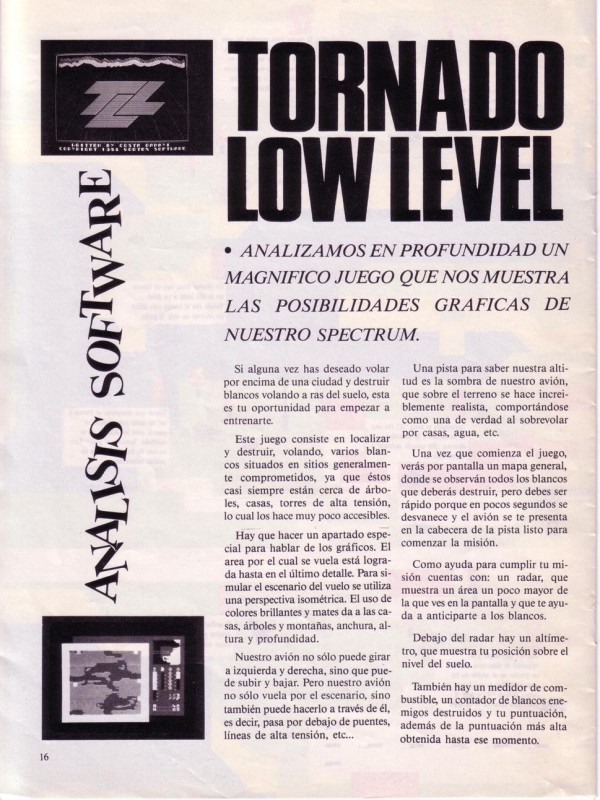 TORNADO
LOW LEVEL
WRITTEN BY COSTA PANAYI
COPYRIGHT 1984 VORTEX SOFTWARE
ANALISIS SOFTWARE
• ANALIZAMOS EN PROFUNDIDAD UN
MAGNIFICO JUEGO QUE NOS MUESTRA
LAS POSIBILIDADES GRAFICAS DE
NUESTRO SPECTRUM.
Si alguna vez has deseado volar
por encima de una ciudad y destruir
blancos volando a ras del suelo, esta
es tu oportunidad para empezar a
entrenarte.
Este juego consiste en localizar
y destruir, volando, varios blan-
cos situados en sitios generalmen-
te comprometidos, ya que éstos
casi siempre están cerca de árbo-
les, casas, torres de alta tensión,
lo cual los hace muy poco accesibles.
Hay que hacer un apartado espe-
cial para hablar de los gráficos. El
area por el cual se vuela está logra-
da hasta en el último detalle. Para si-
mular el escenario del vuelo se utiliza
una perspectiva isométrica. El uso de
colores brillantes y mates da a las ca-
sas, árboles y montañas, anchura, al-
tura y profundidad.
Nuestro avión no sólo puede girar
a izquierda y derecha, sino que pue-
de subir y bajar. Pero nuestro avión
no sólo vuela por el escenario, sino
también puede hacerlo a través de él,
es decir, pasa por debajo de puentes,
líneas de alta tensión, etc...
Una pista para saber nuestra alti-
tud es la sombra de nuestro avión,
que sobre el terreno se hace increi-
blemente realista, comportándose
como una de verdad al sobrevolar
por casas, agua, etc.
Una vez que comienza el juego,
verás por pantalla un mapa general,
donde se observán todos los blancos
que deberás destruir, pero debes ser
rápido porque en pocos segundos se
desvanece y el avión se te presenta
en la cabecera de la pista listo para
comenzar la misión.
Como ayuda para cumplir tu mi-
sión cuentas con: un radar, que
muestra un área un poco mayor de
la que ves en la pantalla y que te ayu-
da a anticiparte a los blancos.
Debajo del radar hay un altíme-
tro, que muestra tu posición sobre el
nivel del suelo.
También hay un medidor de com-
bustible, un contador de blancos ene-
migos destruidos y tu puntuación,
además de la puntuación más alta
obtenida hasta ese momento.
16